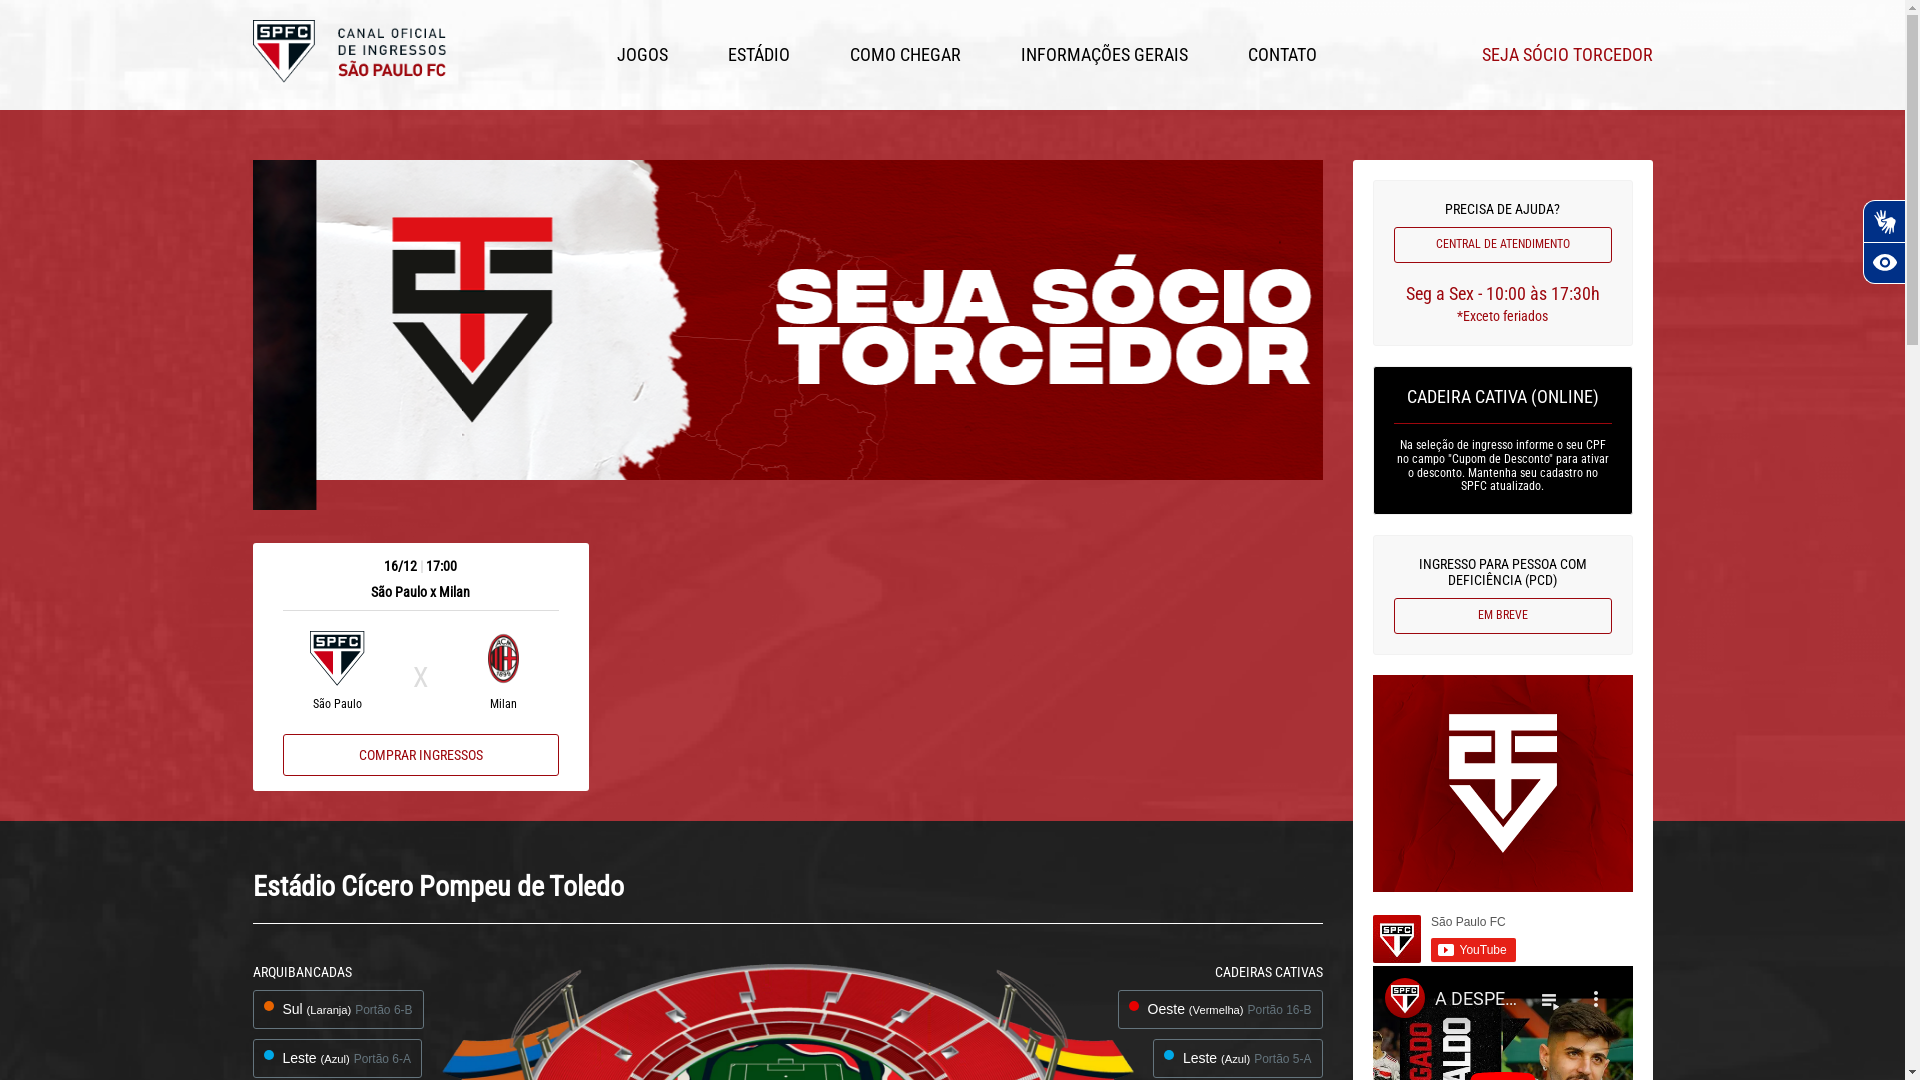 SPFC
CANAL OFICIAL
DE INGRESSOS
SÃO PAULO FC
JOGOS
ESTÁDIO
COMO CHEGAR
INFORMAÇÕES GERAIS
CONTATO
SEJA SÓCIO TORCEDOR
SEJA SÓCIO
TORCEDOR
16/12 | 17:00
São Paulo x Milan
SPFC
X
São Paulo
Milan
COMPRAR INGRESSOS
PRECISA DE AJUDA?
CENTRAL DE ATENDIMENTO
Seg a Sex - 10:00 às 17:30h
*Exceto feriados
CADEIRA CATIVA (ONLINE)
Na seleção de ingresso informe o seu CPF
no campo "Cupom de Desconto" para ativar
o desconto. Mantenha seu cadastro no
SPFC atualizado.
INGRESSO PARA PESSOA COM
DEFICIÊNCIA (PCD)
EM BREVE
SPFC
São Paulo FC
YouTube
SPFC
A DESPE...
Estádio Cícero Pompeu de Toledo
ARQUIBANCADAS
Sul (Laranja) Portão 6-B
Leste (Azul) Portão 6-A
CADEIRAS CATIVAS
Oeste (Vermelha) Portão 16-B
Leste (Azul) Portão 5-A